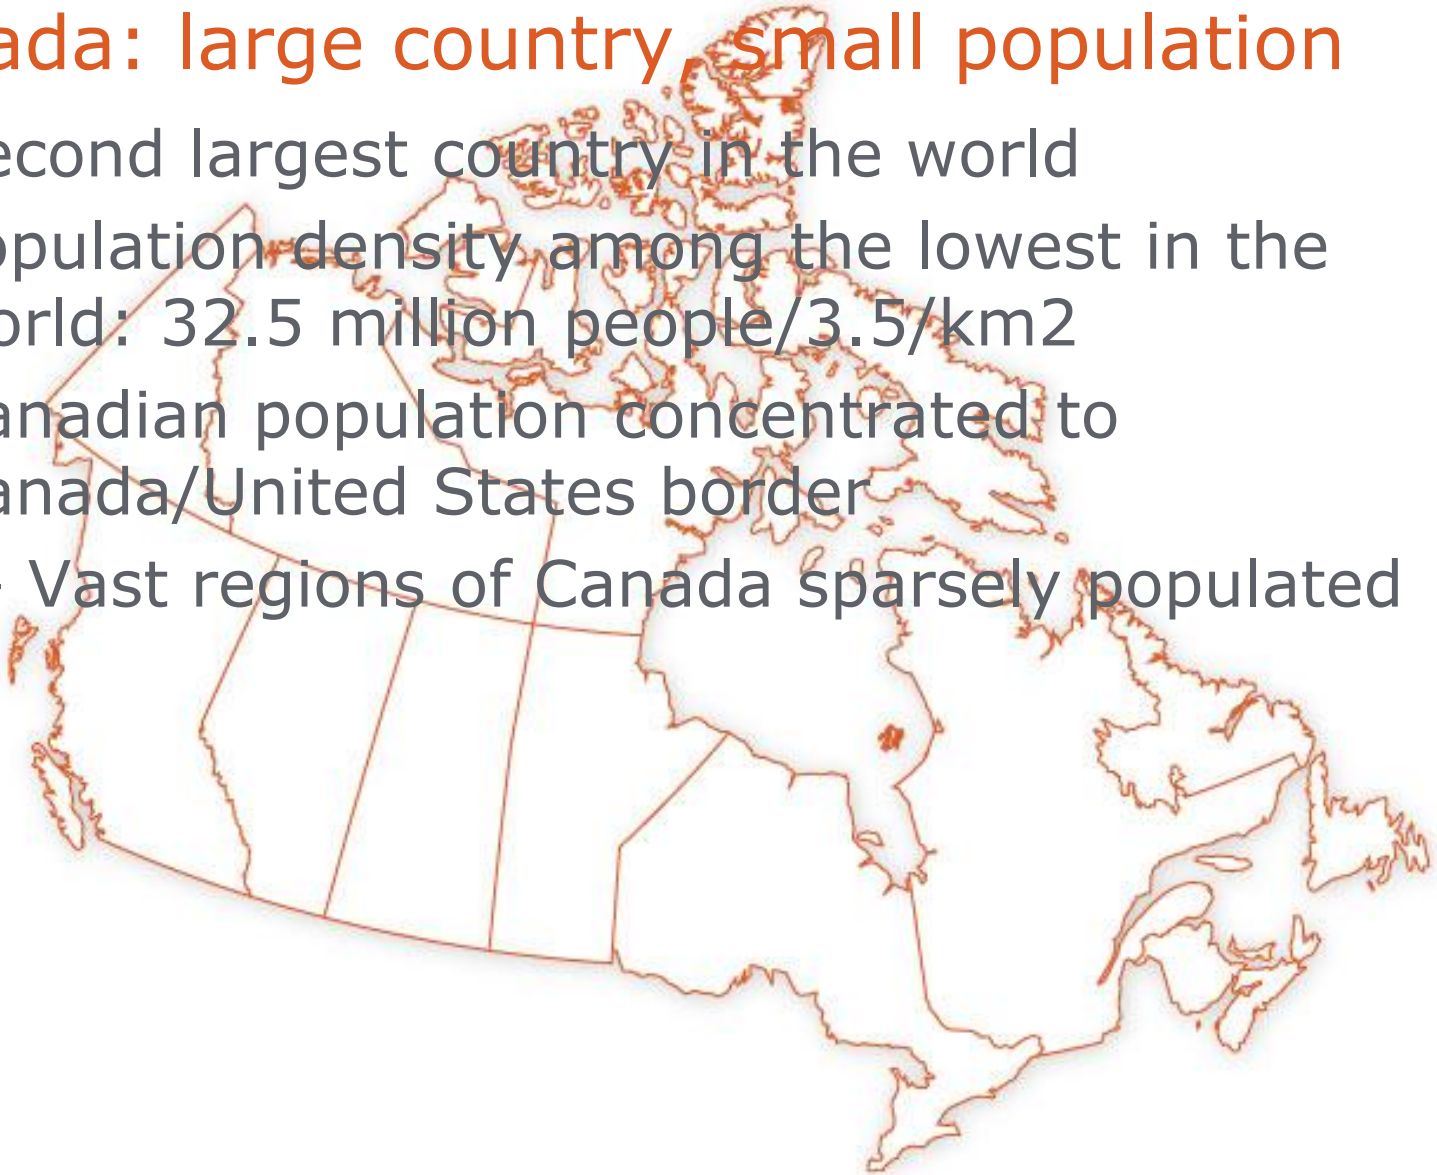 ada: large country, small population
econd largest country in the world
opulation density among the lowest in the
orld: 32.5 million people/3.5/km2
anadian population concentrated to
anada/United States border
- Vast regions of Canada sparsely populated